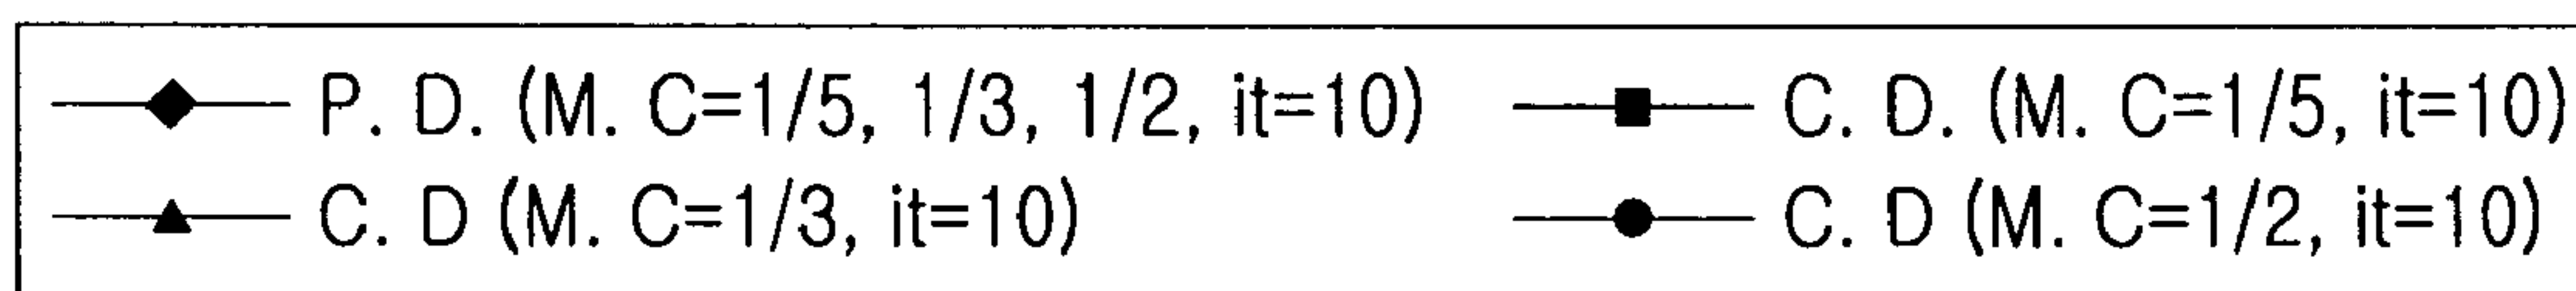 P. D. (M. C=1/5, 1/3, 1/2, it=10) C. D. (M. C=1/5, it=10)
C. D (M. C=1/3, it=10) C. D (M. C=1/2, it=10)